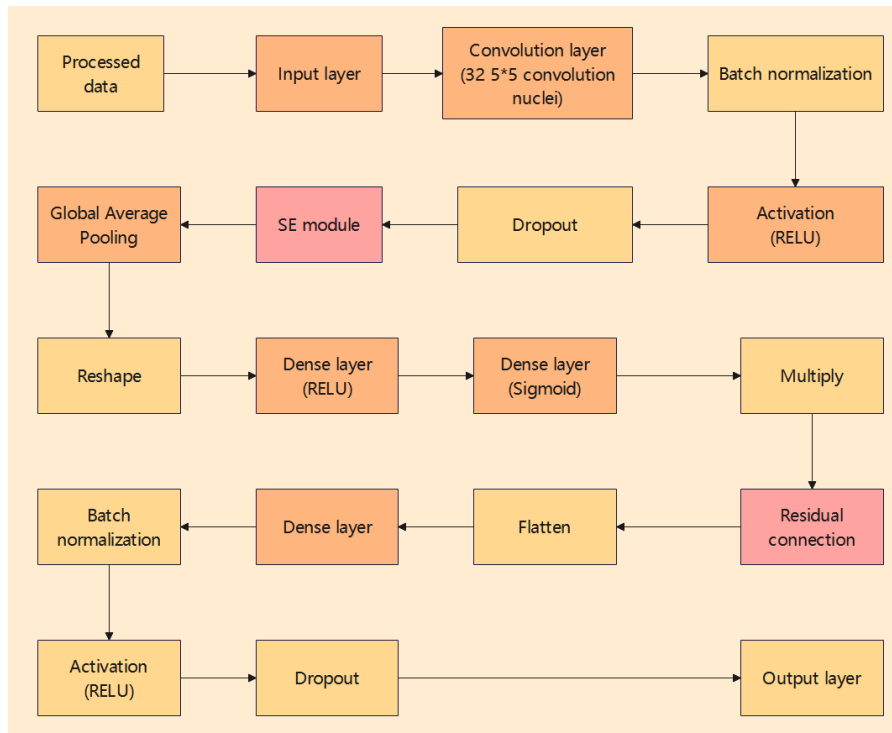 Processed
data
Input layer
Convolution layer
(32 5*5 convolution
nuclei)
Batch normalization
Activation
(RELU)
Dropout
SE module
Global Average
Pooling
Reshape
Dense layer
(RELU)
Dense layer
(Sigmoid)
Multiply
Residual
connection
Flatten
Dense layer
Batch
normalization
Activation
(RELU)
Dropout
Output layer